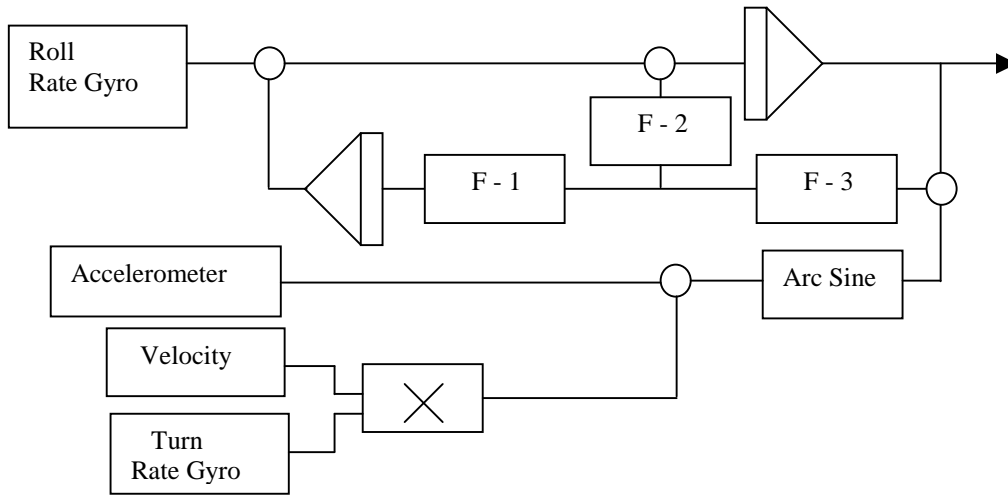 Roll
Rate Gyro
F - 2
F - 1
F - 3
Accelerometer
Arc Sine
Velocity
Turn
Rate Gyro